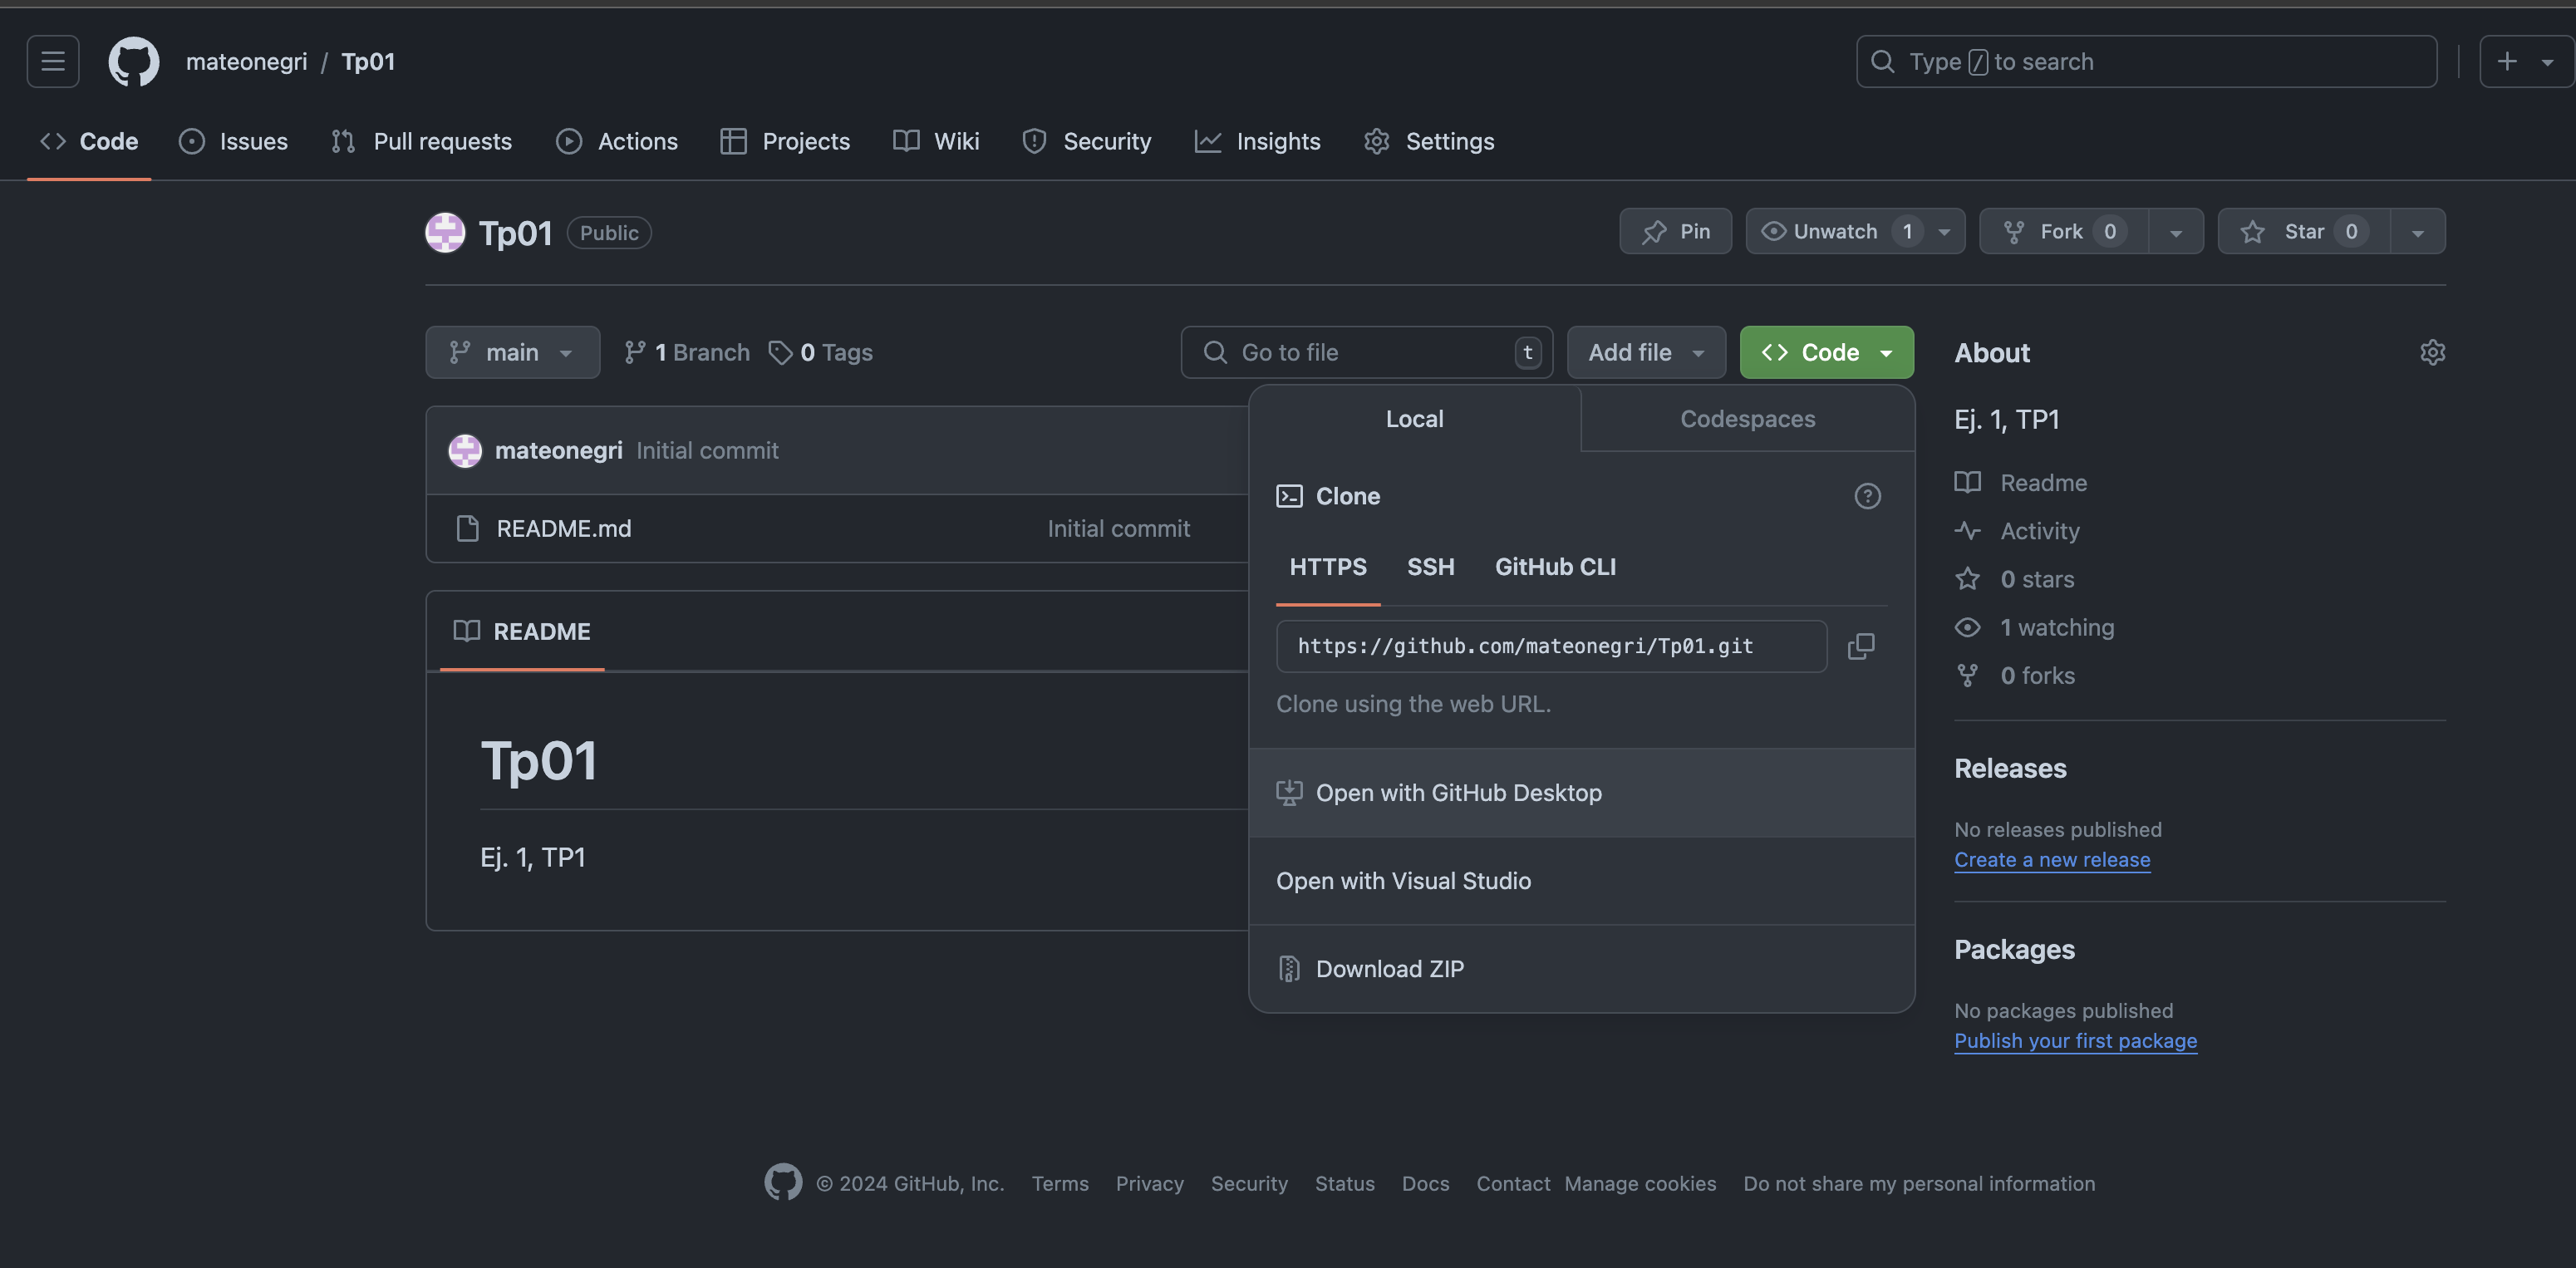 mateonegri / Tp01
Type / to search
Code Issues Pull requests Actions Projects Wiki Security Insights Settings
Tp01 Public
Pin Unwatch 1 Fork 0 Star 0
main 1 Branch 0 Tags Go to file t Add file Code
mateonegri Initial commit
README.md Initial commit
README
Tp01
Ej. 1, TP1
Local Codespaces
Clone
HTTPS SSH GitHub CLI
https://github.com/mateonegri/Tp01.git
Clone using the web URL.
Open with GitHub Desktop
Open with Visual Studio
Download ZIP
About
Ej. 1, TP1
Readme
Activity
0 stars
1 watching
0 forks
Releases
No releases published
Create a new release
Packages
No packages published
Publish your first package
© 2024 GitHub, Inc. Terms Privacy Security Status Docs Contact Manage cookies Do not share my personal information